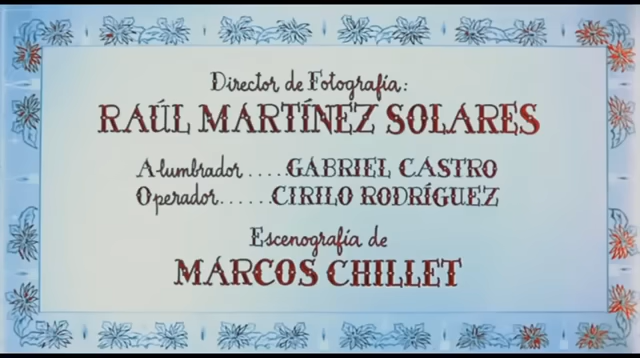 Director de Fotografía:
RAÚL MARTÍNEZ SOLARES
Alumbrador.....GABRIEL CASTRO
Operador......CIRILO RODRÍGUEZ
Escenografía de
MARCOS CHILLET